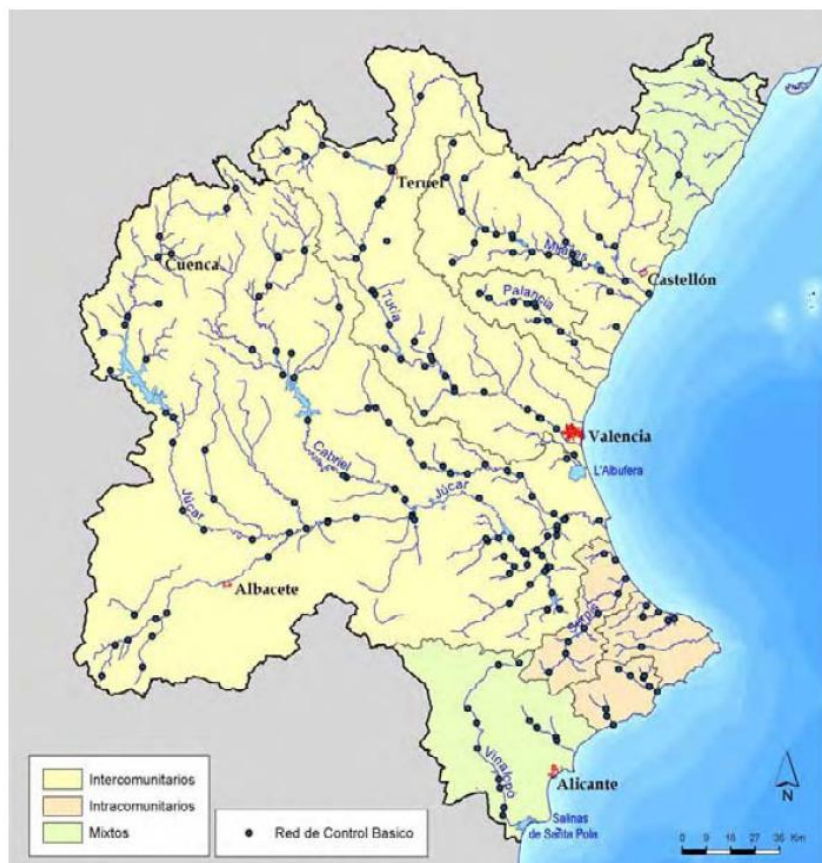 Teruel
Cuenca
Mijares
Castellón
Palancia
Turia
Valencia
L'Albufera
Cabriel
Júcar
Júcar
Albacete
Serpis
Vinalopó
Alicante
Salinas
de Santa Pola
Intercomunitarios
Intracomunitarios
Mixtos
Red de Control Basico
N
0 9 18 27 36 Km